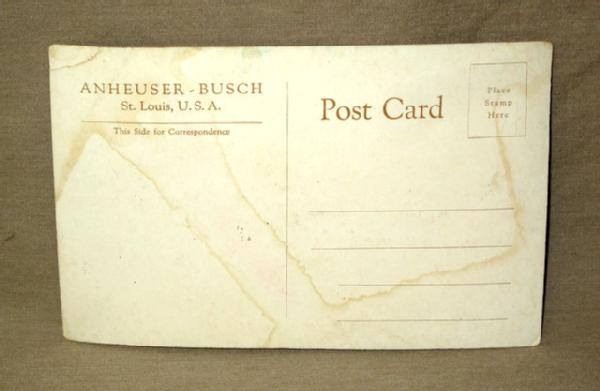 ANHEUSER-BUSCH
St. Louis, U.S.A.
This Side for Correspondence
Post Card
Place
Stamp
Here